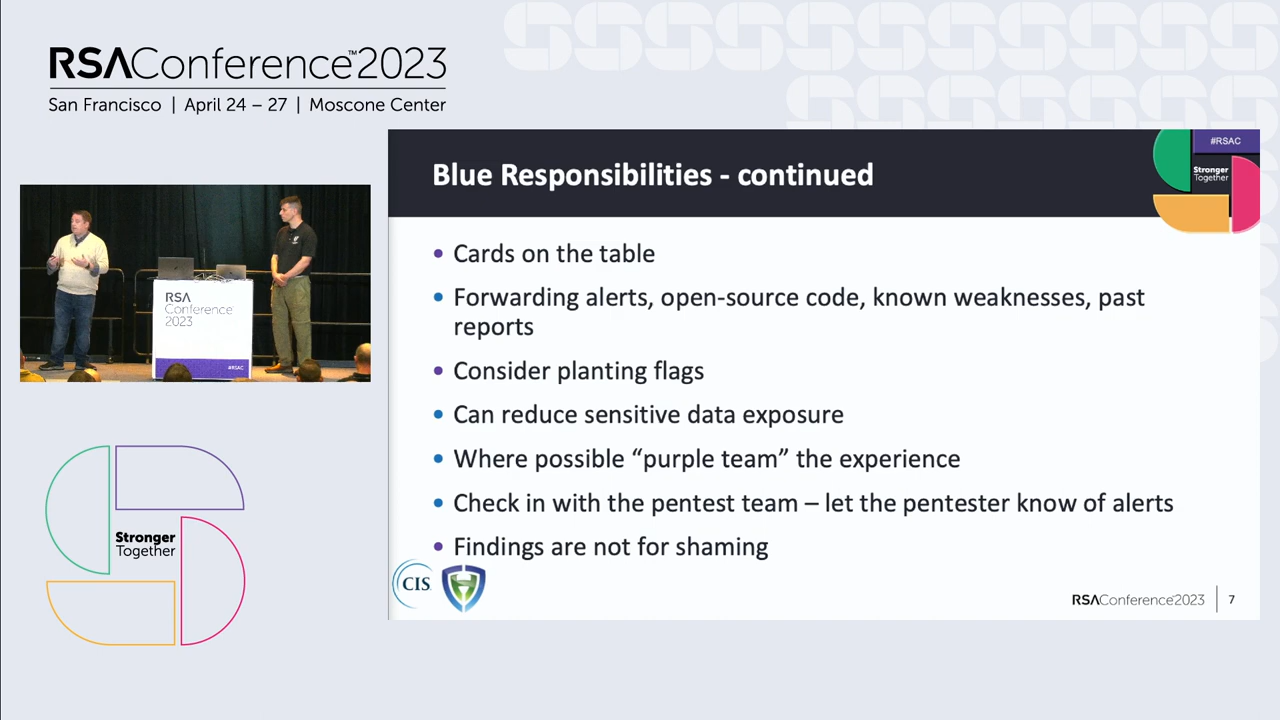 RSAConference™2023
San Francisco | April 24 – 27 | Moscone Center
Blue Responsibilities - continued
#RSAC
Stronger
Together
• Cards on the table
• Forwarding alerts, open-source code, known weaknesses, past
reports
• Consider planting flags
• Can reduce sensitive data exposure
• Where possible “purple team” the experience
• Check in with the pentest team – let the pentester know of alerts
• Findings are not for shaming
CIS
RSAConference2023 | 7
RSA
Conference
2023
#RSAC
Stronger
Together